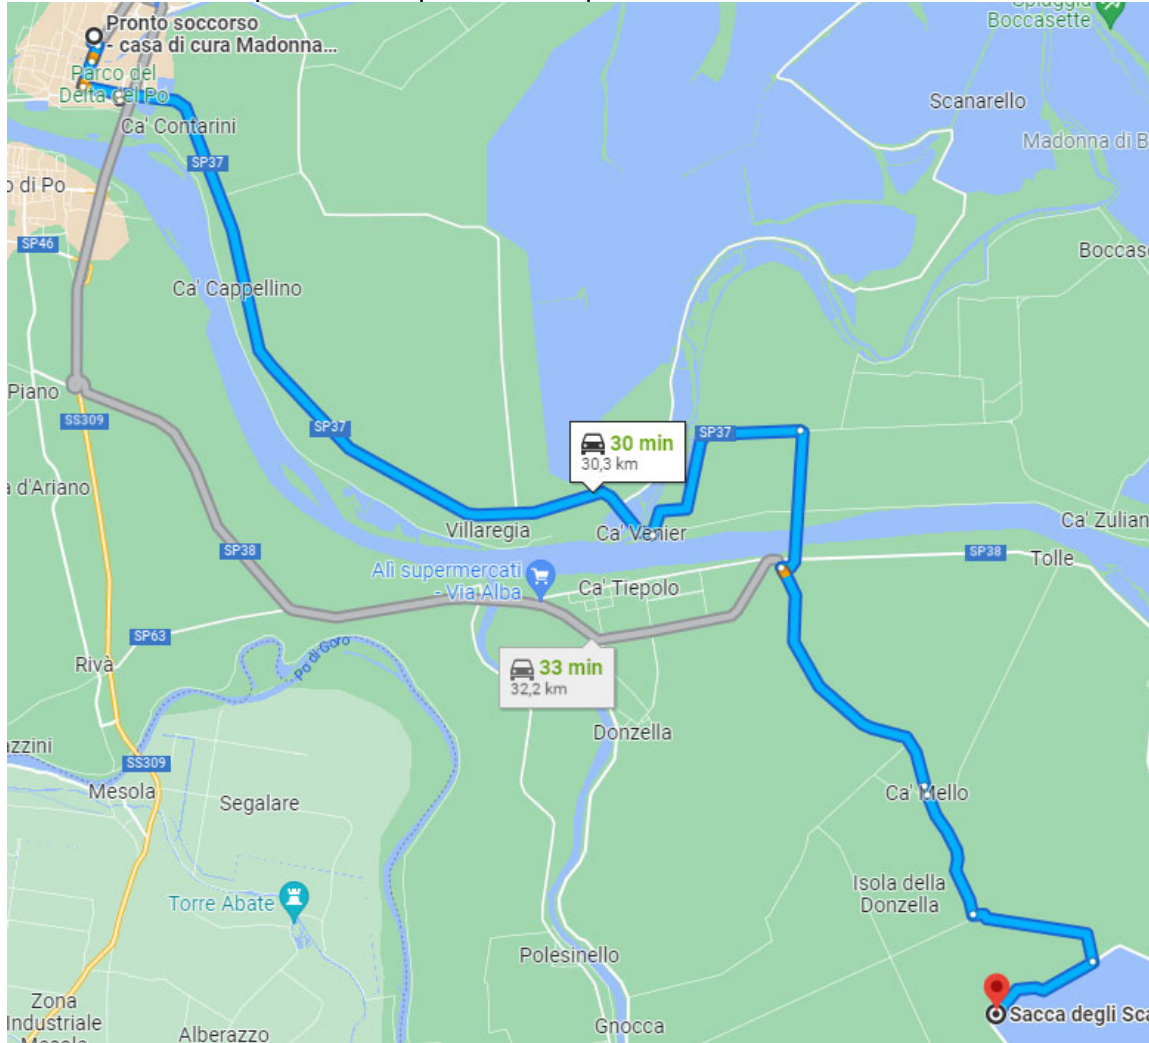 Pronto soccorso
- casa di cura Madonna...
Parco del
Delta del Po
Ca' Contarini
SP37
Boccasette
Scanarello
Madonna di B
o di Po
SP46
Boccas
Ca' Cappellino
Piano
SS309
SP37
30 min
30,3 km
SP37
a d'Ariano
Villaregia
Ca' Venier
Ca' Zulian
SP38
SP38
Tolle
Alì supermercati
- Via Alba
Ca' Tiepolo
SP63
Rivà
Po di Goro
33 min
32,2 km
Donzella
azzini
SS309
Mesola
Segalare
Ca' Mello
Torre Abate
Isola della
Donzella
Polesinello
Zona
Industriale
Alberazzo
Gnocca
Sacca degli Sca